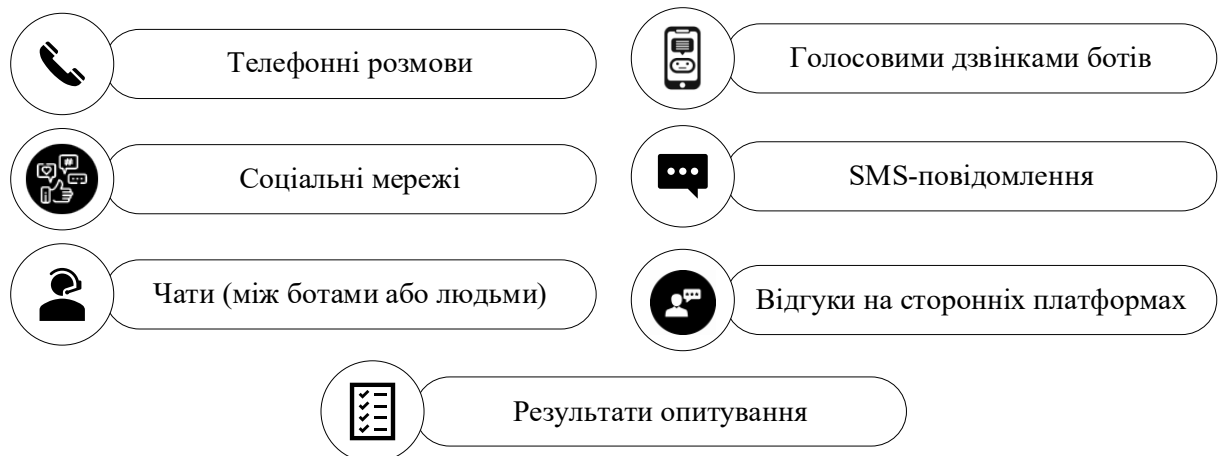 Телефонні розмови
Голосовими дзвінками ботів
Соціальні мережі
SMS-повідомлення
Чати (між ботами або людьми)
Відгуки на сторонніх платформах
Результати опитування